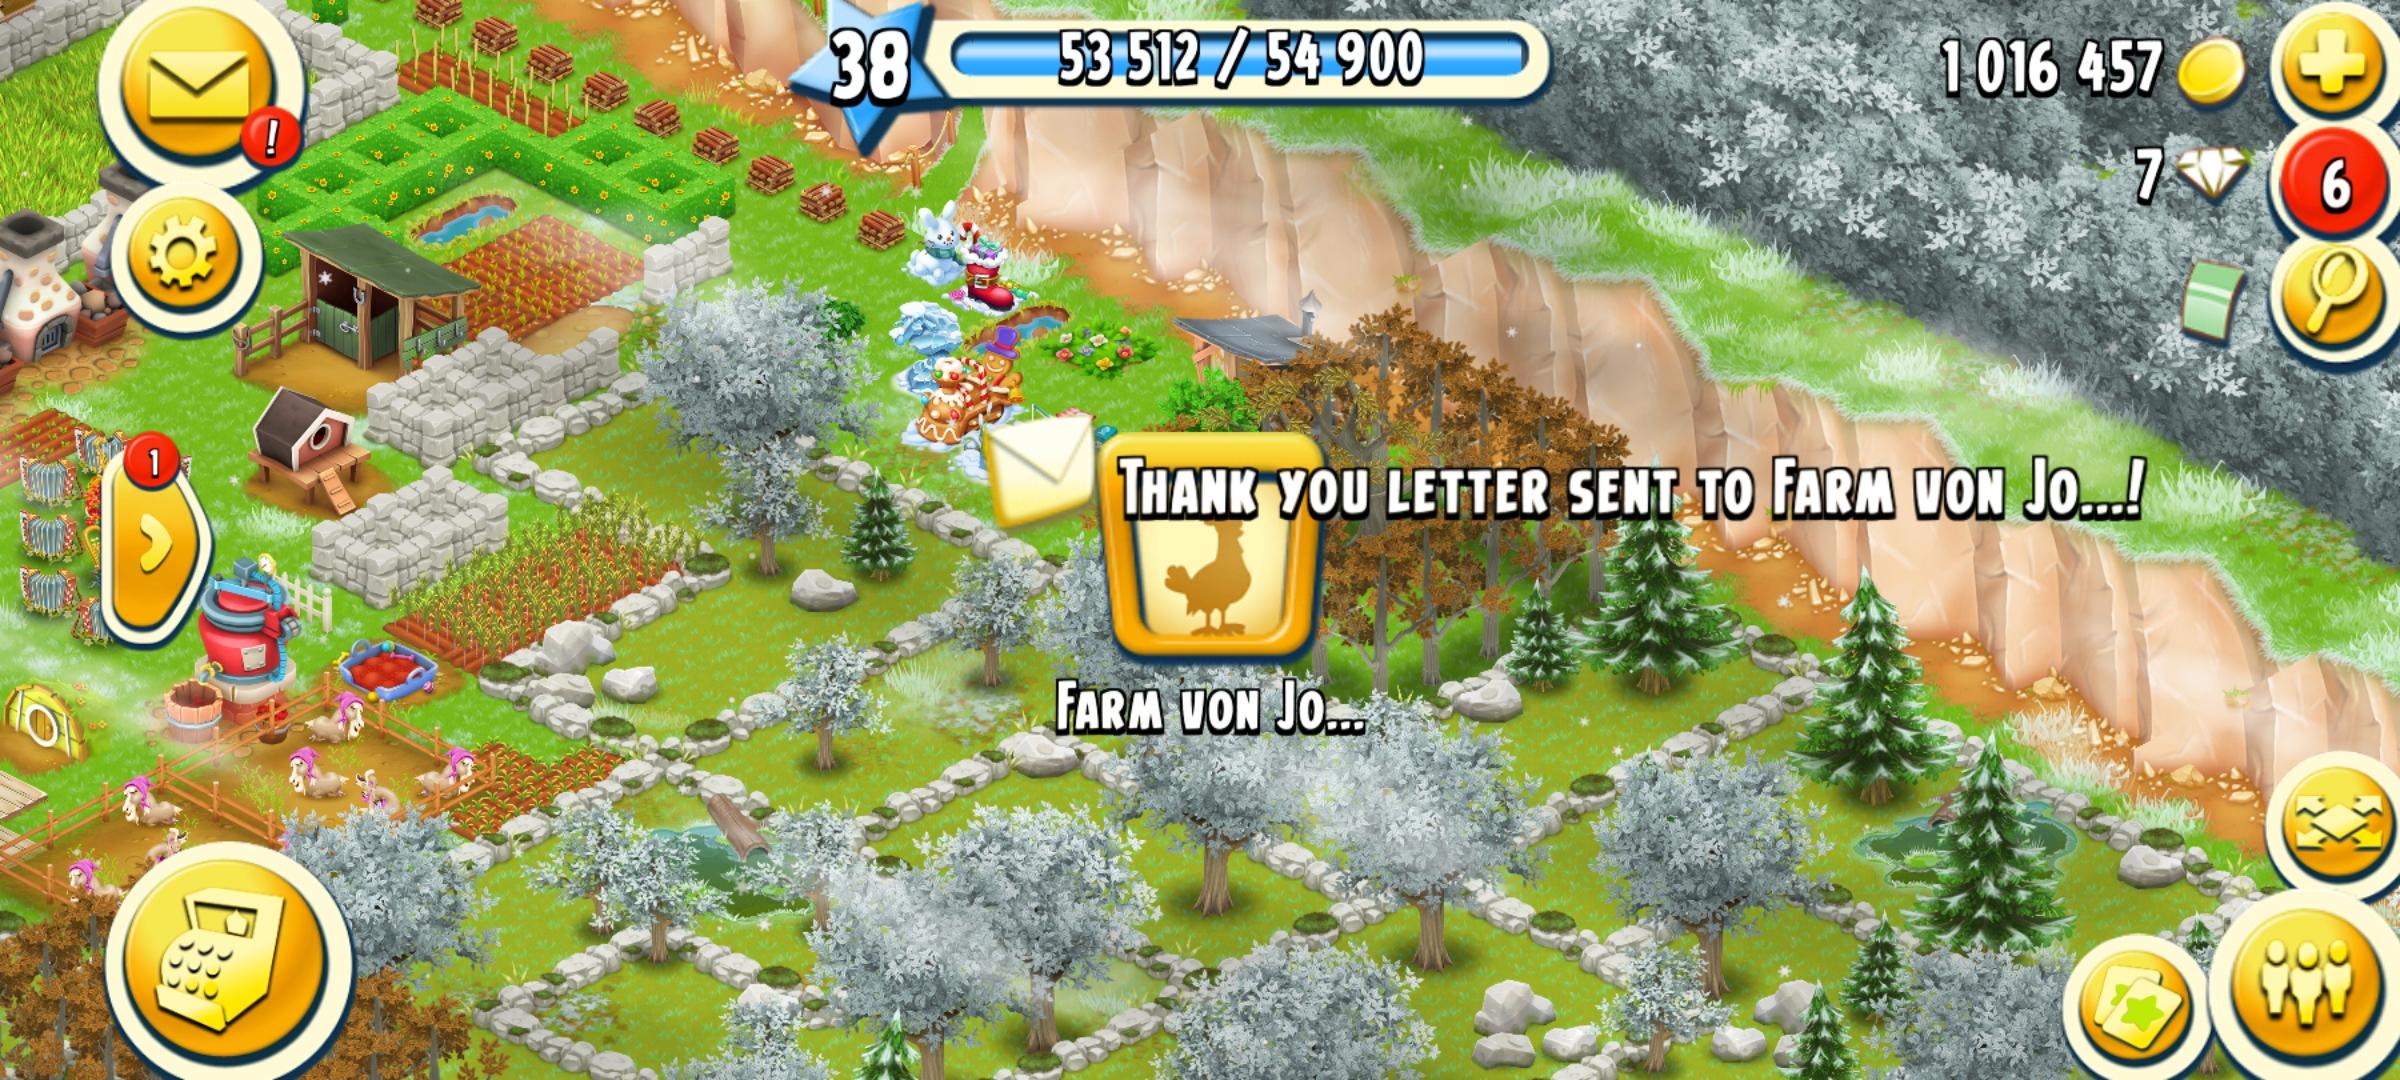 38
53 512 / 54 900
1 016 457
!
7
6
1
THANK YOU LETTER SENT TO FARM VON JO...!
FARM VON JO...